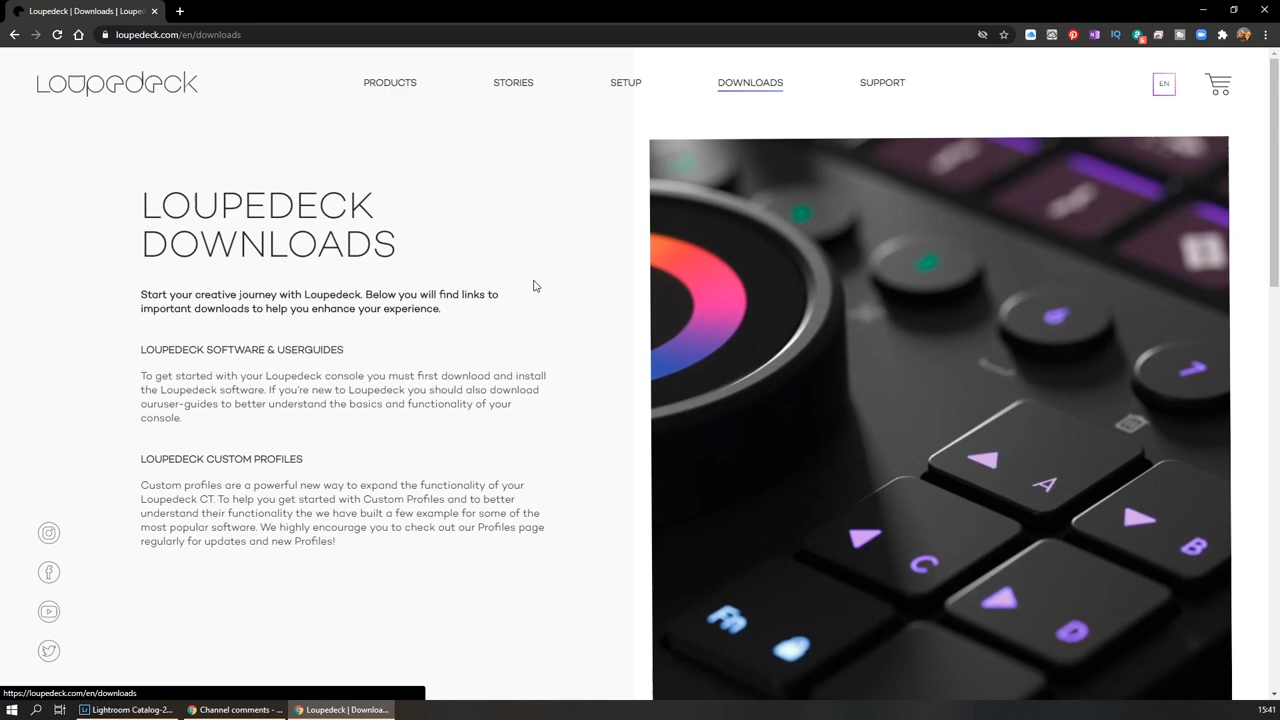 Loupedeck | Downloads | Louped
loupedeck.com/en/downloads
Loupedeck
PRODUCTS
STORIES
SETUP
DOWNLOADS
SUPPORT
EN
LOUPEDECK
DOWNLOADS
Start your creative journey with Loupedeck. Below you will find links to
important downloads to help you enhance your experience.
LOUPEDECK SOFTWARE & USERGUIDES
To get started with your Loupedeck console you must first download and install
the Loupedeck software. If you're new to Loupedeck you should also download
ouruser-guides to better understand the basics and functionality of your
console.
LOUPEDECK CUSTOM PROFILES
Custom profiles are a powerful new way to expand the functionality of your
Loupedeck CT. To help you get started with Custom Profiles and to better
understand their functionality the we have built a few example for some of the
most popular software. We highly encourage you to check out our Profiles page
regularly for updates and new Profiles!
1
A
B
C
D
Fn
https://loupedeck.com/en/downloads
Lightroom Catalog-2...
Channel comments - ...
Loupedeck | Downloa...
15:41